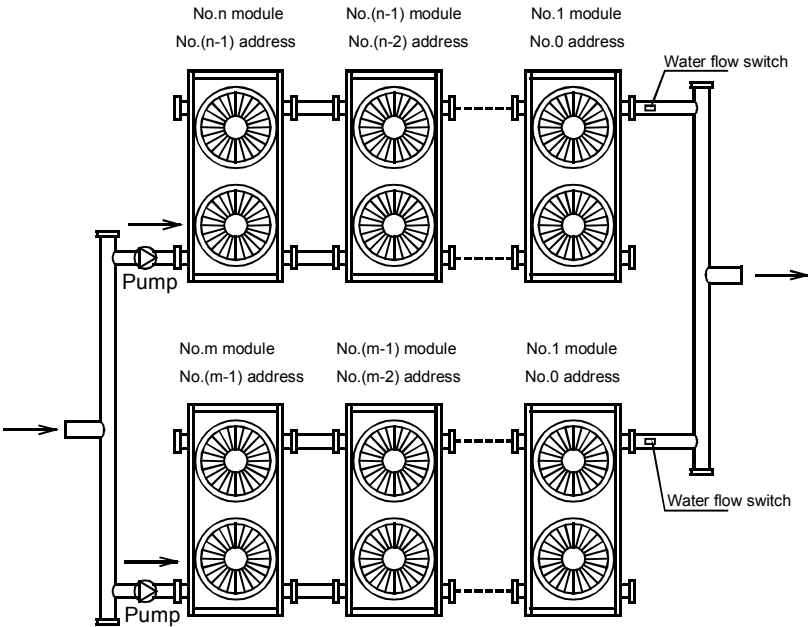 No.n module
No.(n-1) address
No.(n-1) module
No.(n-2) address
No.1 module
No.0 address
Water flow switch
Pump
No.m module
No.(m-1) address
No.(m-1) module
No.(m-2) address
No.1 module
No.0 address
Water flow switch
Pump